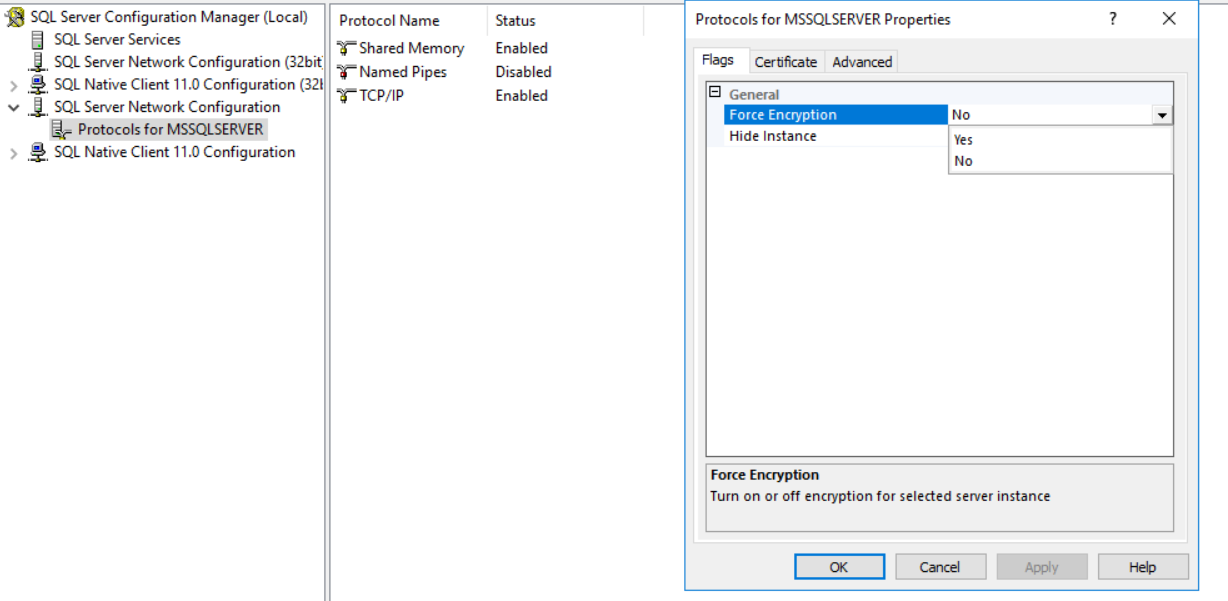 SQL Server Configuration Manager (Local)
SQL Server Services
SQL Server Network Configuration (32bit
SQL Native Client 11.0 Configuration (32b
SQL Server Network Configuration
Protocols for MSSQLSERVER
SQL Native Client 11.0 Configuration
Protocol Name Status
Shared Memory Enabled
Named Pipes Disabled
TCP/IP Enabled
Protocols for MSSQLSERVER Properties ?
Flags Certificate Advanced
General
Force Encryption No
Hide Instance
Yes
No
Force Encryption
Turn on or off encryption for selected server instance
OK Cancel Apply Help